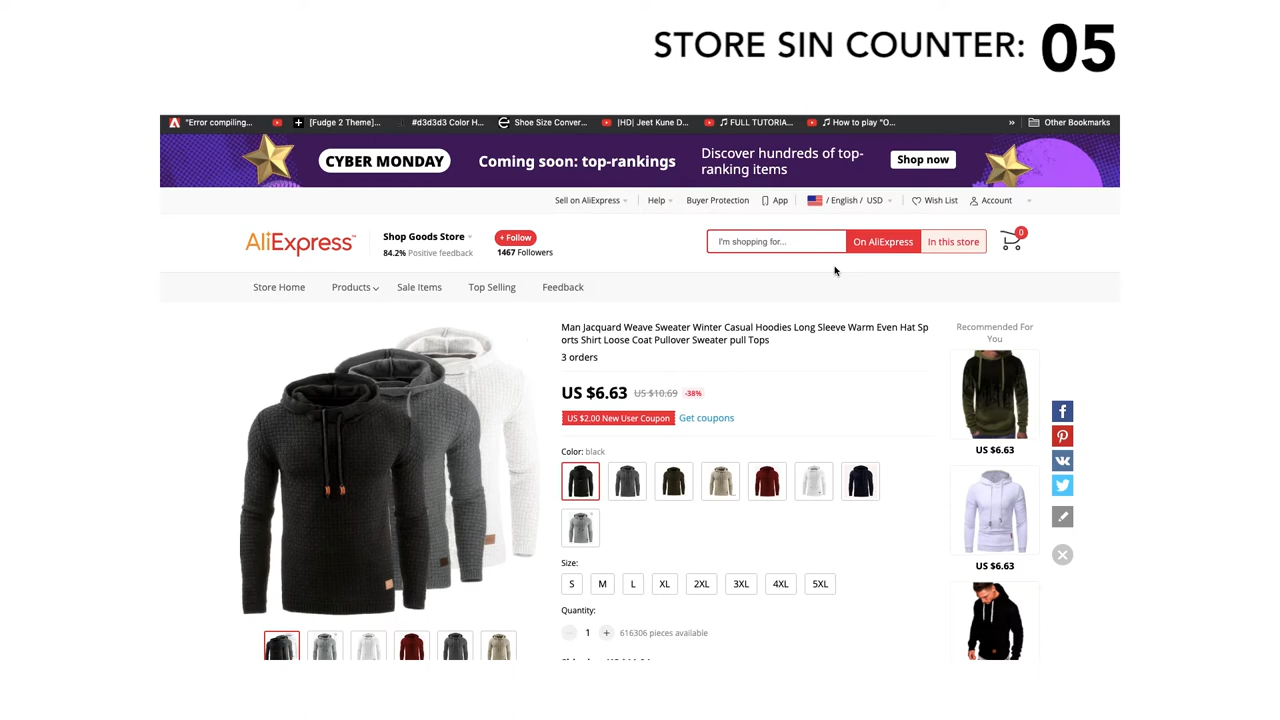 STORE SIN COUNTER: 05
"Error compiling...
[Fudge 2 Theme]...
#d3d3d3 Color H...
Shoe Size Conver...
|HD| Jeet Kune D...
🎵 FULL TUTORIA...
🎵 How to play "O...
»
Other Bookmarks
CYBER MONDAY
Coming soon: top-rankings
Discover hundreds of top-
ranking items
Shop now
Sell on AliExpress
Help
Buyer Protection
App
/ English / USD
Wish List
Account
AliExpress
Shop Goods Store
84.2% Positive feedback
+ Follow
1467 Followers
I'm shopping for...
On AliExpress
In this store
0
Store Home
Products
Sale Items
Top Selling
Feedback
Man Jacquard Weave Sweater Winter Casual Hoodies Long Sleeve Warm Even Hat Sp
orts Shirt Loose Coat Pullover Sweater pull Tops
3 orders
US $6.63 US $10.69 -38%
US $2.00 New User Coupon Get coupons
Color: black
Size:
S M L XL 2XL 3XL 4XL 5XL
Quantity:
1 + 616306 pieces available
Recommended For
You
US $6.63
US $6.63